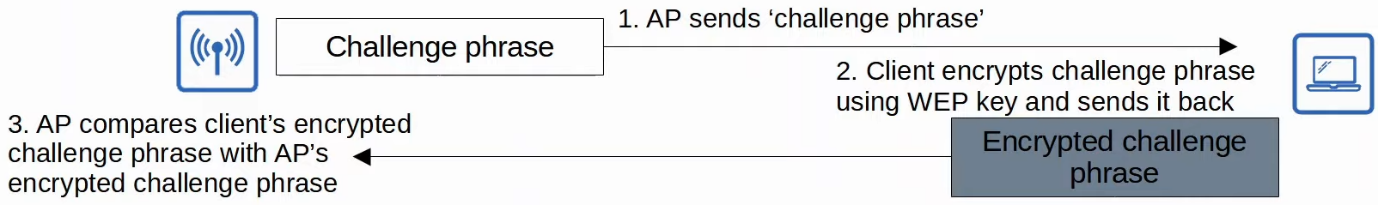 1. AP sends ‘challenge phrase’
Challenge phrase
2. Client encrypts challenge phrase
using WEP key and sends it back
Encrypted challenge
phrase
3. AP compares client’s encrypted
challenge phrase with AP’s
encrypted challenge phrase